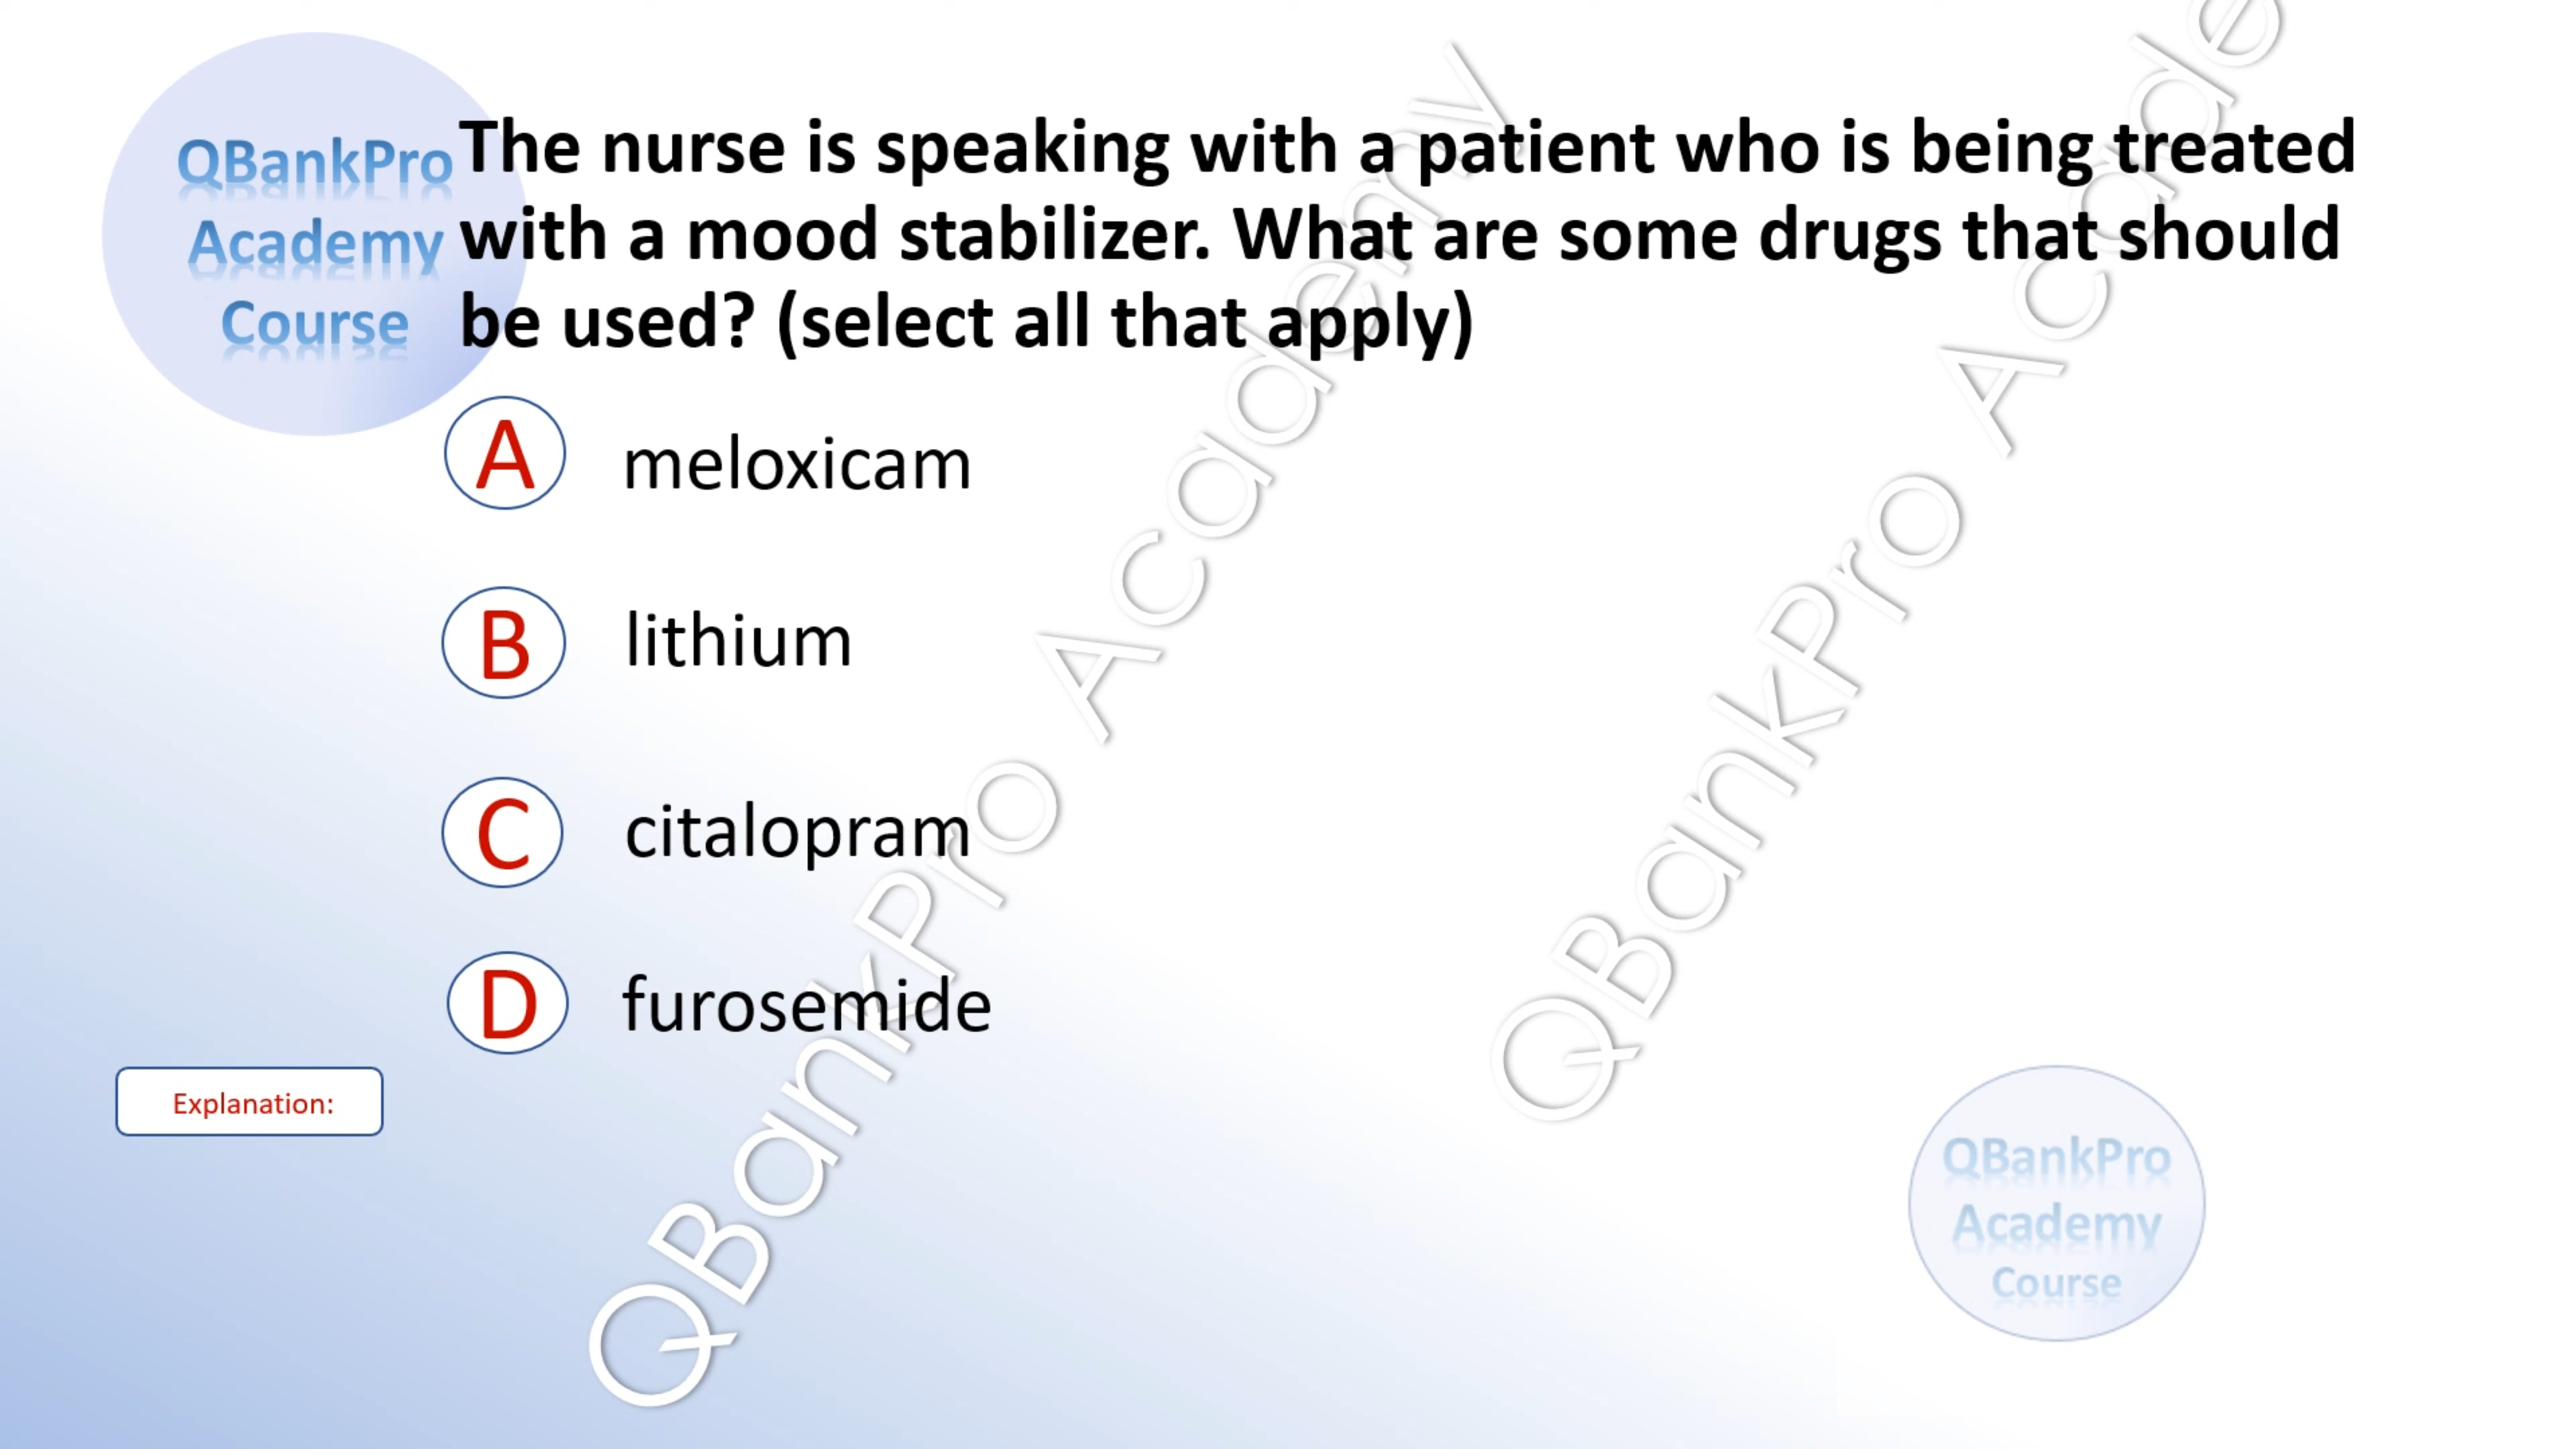 QBankPro
Academy
Course
The nurse is speaking with a patient who is being treated
with a mood stabilizer. What are some drugs that should
be used? (select all that apply)
A meloxicam
B lithium
C citalopram
D furosemide
Explanation:
QBankPro Academy
QBankPro Acade
QBankPro
Academy
Course